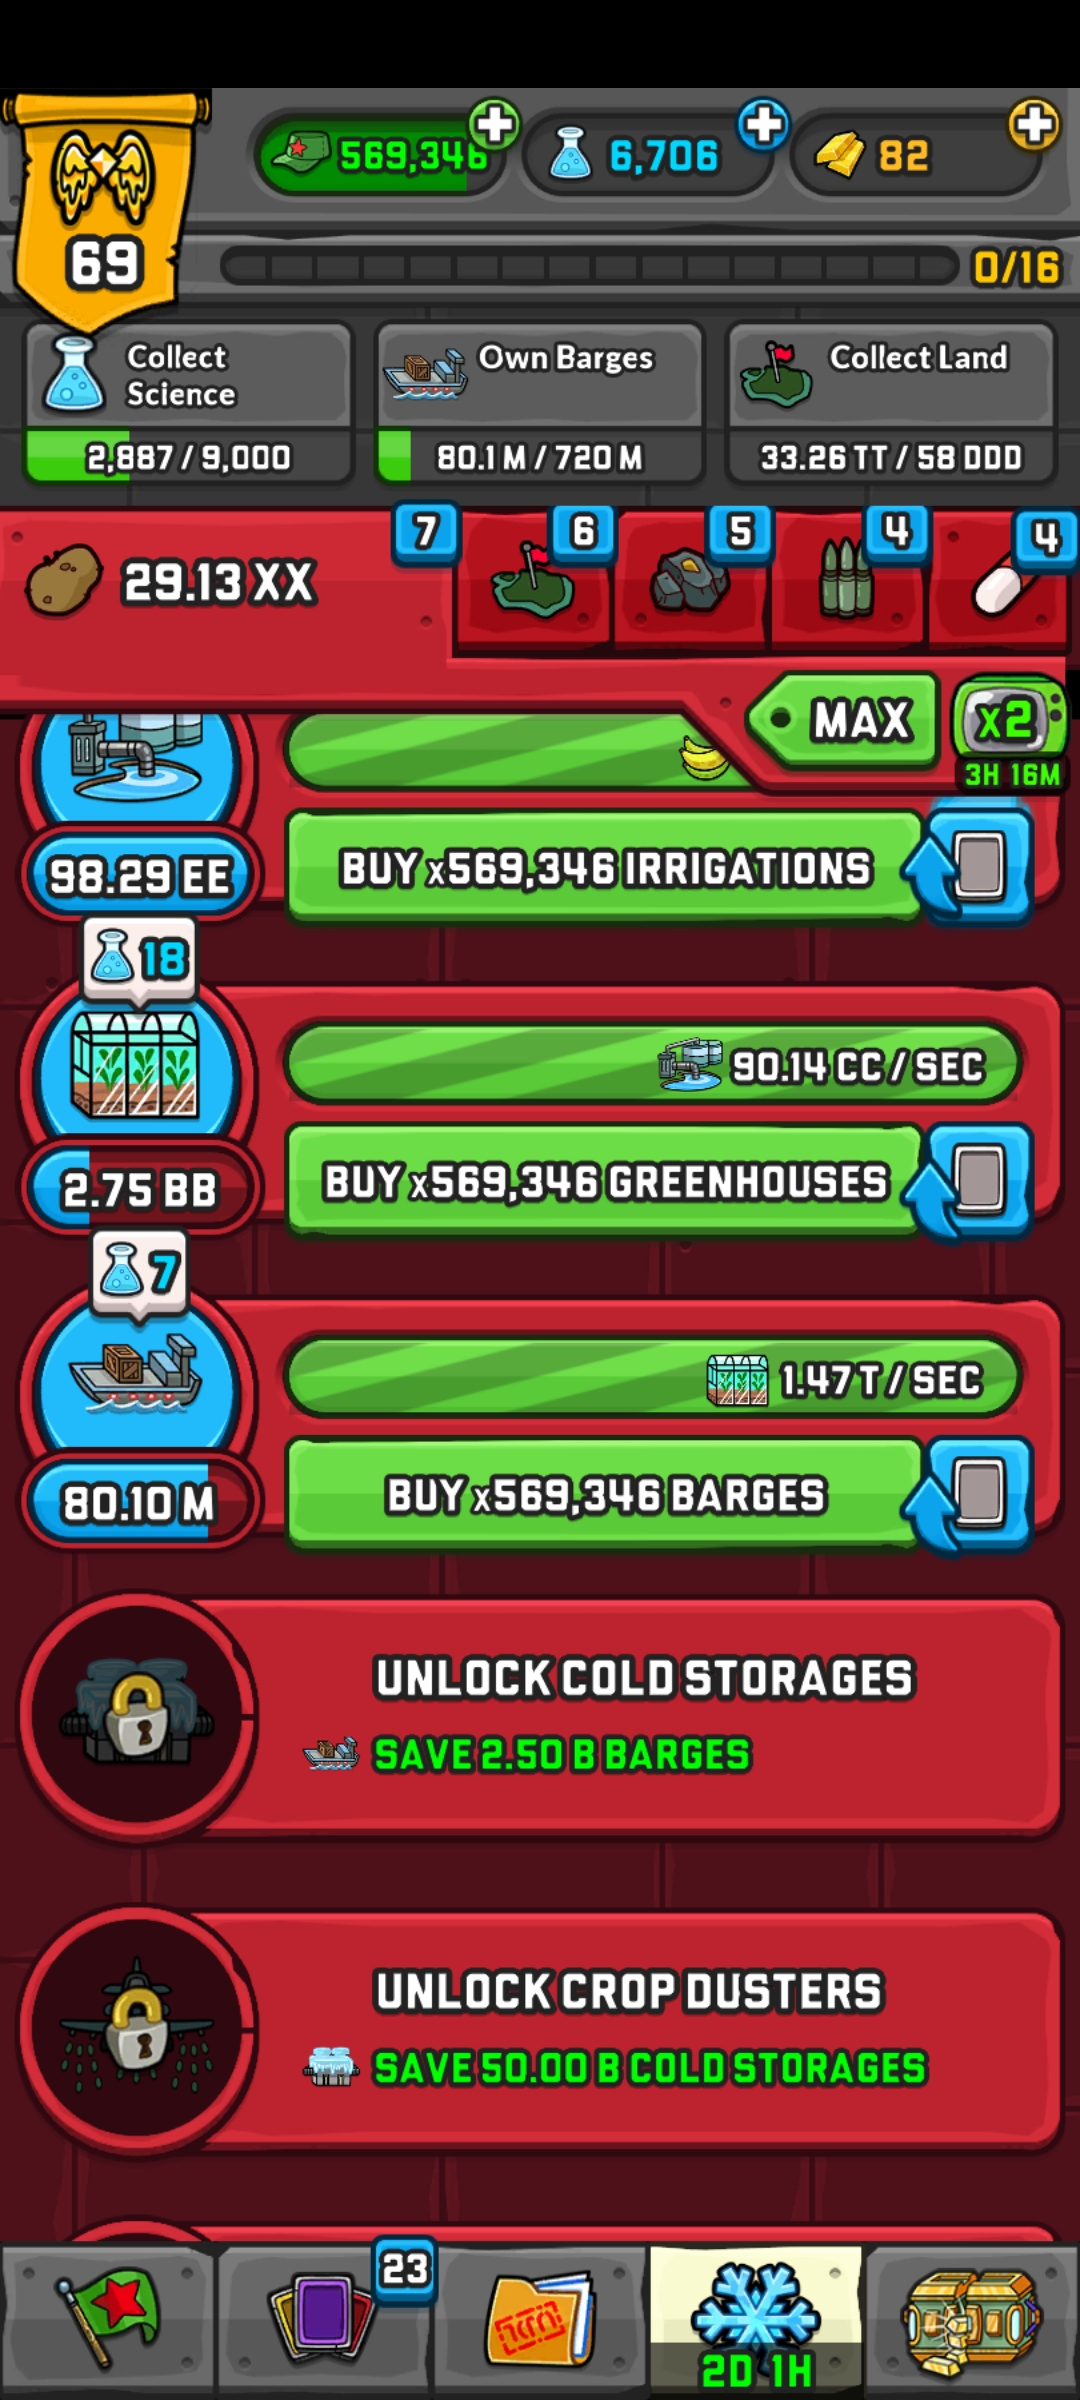 69
569,346
6,706
82
0/16
Collect
Science
2,887 / 9,000
Own Barges
80.1 M / 720 M
Collect Land
33.26 TT / 58 DDD
29.13 XX
7
6
5
4
4
MAX
X2
3H 16M
98.29 EE
BUY x569,346 IRRIGATIONS
18
90.14 CC / SEC
2.75 BB
BUY x569,346 GREENHOUSES
7
1.47 T / SEC
80.10 M
BUY x569,346 BARGES
UNLOCK COLD STORAGES
SAVE 2.50 B BARGES
UNLOCK CROP DUSTERS
SAVE 50.00 B COLD STORAGES
23
2D 1H